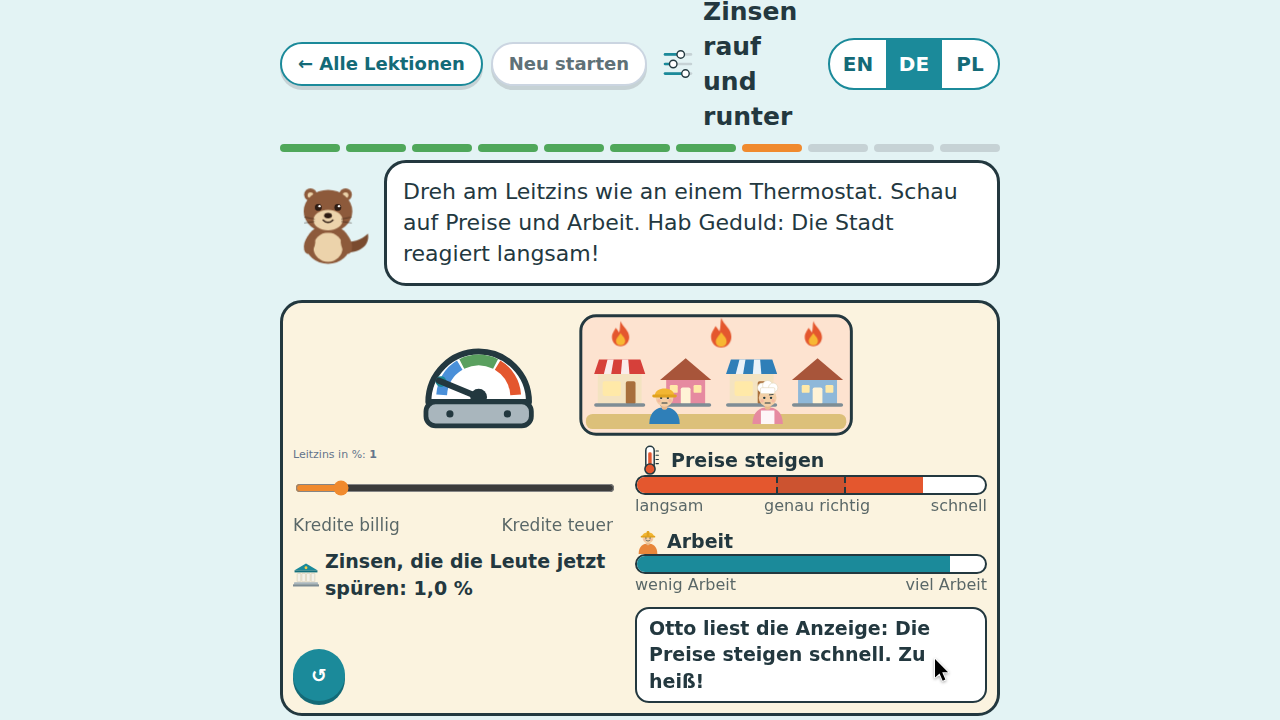 ← Alle Lektionen
Neu starten
Zinsen
rauf
und
runter
EN DE PL
Dreh am Leitzins wie an einem Thermostat. Schau
auf Preise und Arbeit. Hab Geduld: Die Stadt
reagiert langsam!
Leitzins in %: 1
Kredite billig
Kredite teuer
Zinsen, die die Leute jetzt
spüren: 1,0 %
↺
Preise steigen
langsam
genau richtig
schnell
Arbeit
wenig Arbeit
viel Arbeit
Otto liest die Anzeige: Die
Preise steigen schnell. Zu
heiß!